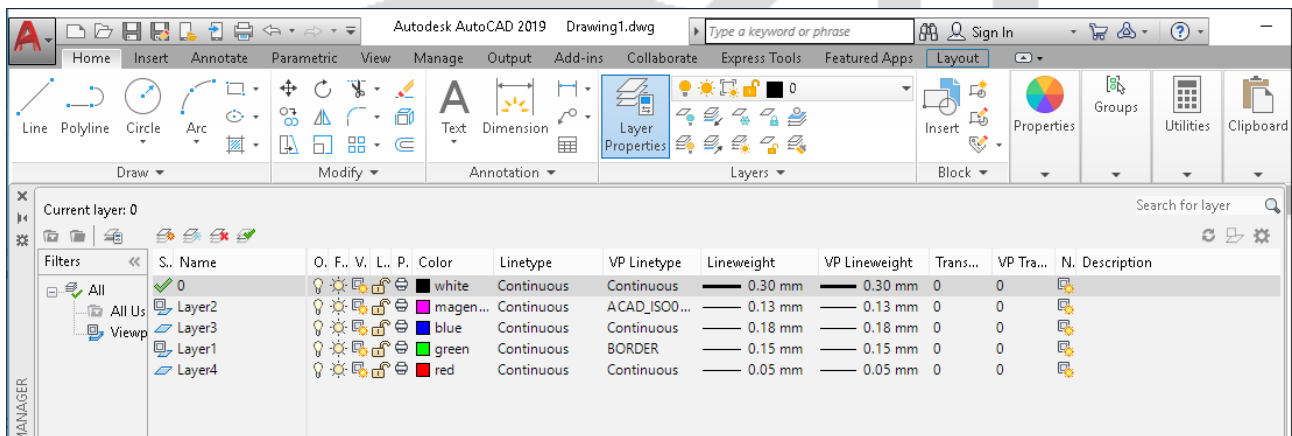 Autodesk AutoCAD 2019 Drawing1.dwg Type a keyword or phrase Sign In
Home Insert Annotate Parametric View Manage Output Add-ins Collaborate Express Tools Featured Apps Layout
0
Line Polyline Circle Arc Text Dimension Layer Properties Insert Properties Groups Utilities Clipboard
Draw Modify Annotation Layers Block
Current layer: 0 Search for layer
Filters S.. Name O. F.. V. L.. P. Color Linetype VP Linetype Lineweight VP Lineweight Trans... VP Tra... N. Description
All 0 white Continuous Continuous 0.30 mm 0.30 mm 0 0
All Us Layer2 magen... Continuous ACAD_ISO0... 0.13 mm 0.13 mm 0 0
Viewp Layer3 blue Continuous Continuous 0.18 mm 0.18 mm 0 0
Layer1 green Continuous BORDER 0.15 mm 0.15 mm 0 0
Layer4 red Continuous Continuous 0.05 mm 0.05 mm 0 0
MANAGER